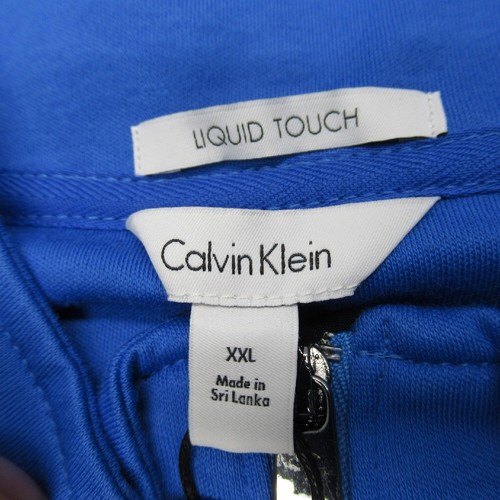 LIQUID TOUCH
Calvin Klein
XXL
Made in
Sri Lanka